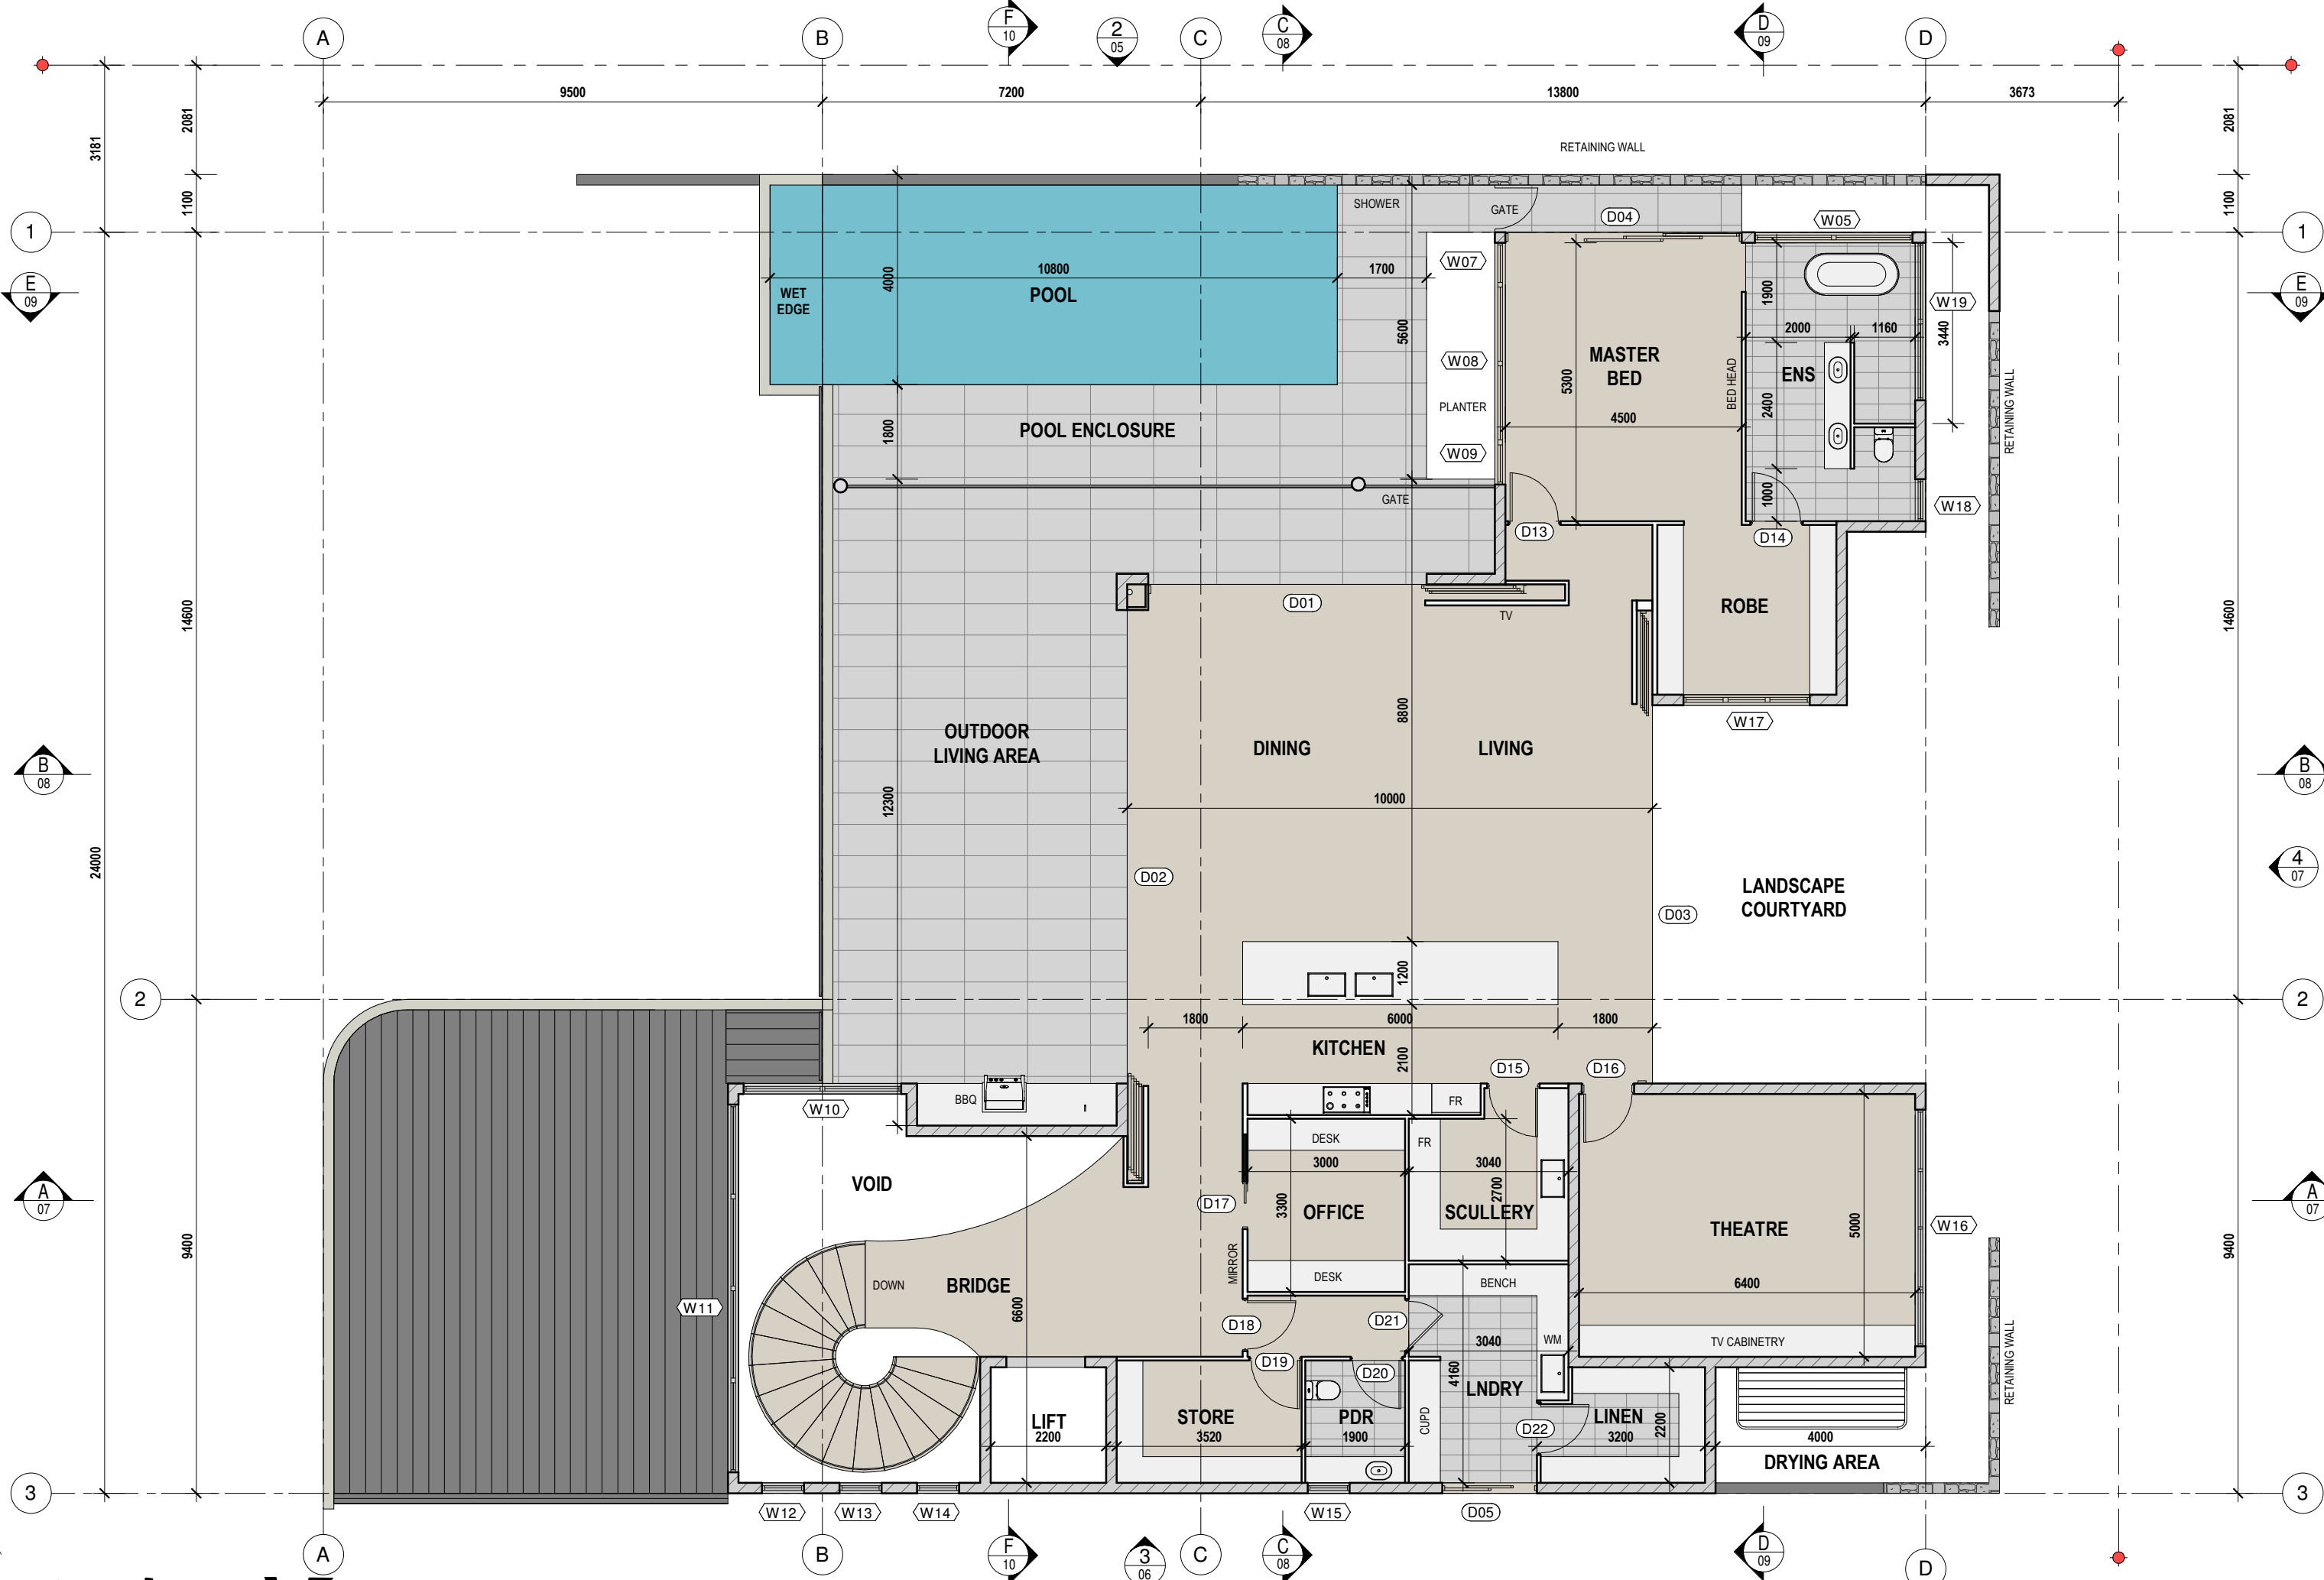 A
B
F
10
2
05
C
C
08
D
09
D
9500
7200
13800
3673
3181
2081
2081
RETAINING WALL
1100
1100
SHOWER
GATE
D04
W05
1
1
E
09
E
09
4000
10800
1700
W07
WET
EDGE
POOL
1900
W19
2000
1160
3440
5600
W08
MASTER
BED
BED HEAD
ENS
5300
PLANTER
4500
2400
RETAINING WALL
1800
POOL ENCLOSURE
W09
GATE
1000
W18
D13
D14
14600
14600
D01
TV
ROBE
8800
W17
OUTDOOR
LIVING AREA
DINING
LIVING
B
08
B
08
12300
10000
24000
D02
LANDSCAPE
COURTYARD
D03
4
07
1200
2
2
1800
6000
1800
KITCHEN
2100
D15
D16
W10
BBQ
FR
DESK
FR
3000
3040
VOID
A
07
A
07
D17
3300
OFFICE
2700
SCULLERY
THEATRE
5000
W16
9400
9400
MIRROR
DOWN
BRIDGE
DESK
BENCH
6400
W11
6600
D18
D21
3040
WM
TV CABINETRY
RETAINING WALL
D19
D20
4160
LNDRY
LIFT
2200
STORE
3520
PDR
1900
CUPD
D22
LINEN
3200
2200
4000
DRYING AREA
3
3
W12
W13
W14
W15
D05
A
B
F
10
3
06
C
C
08
D
09
D